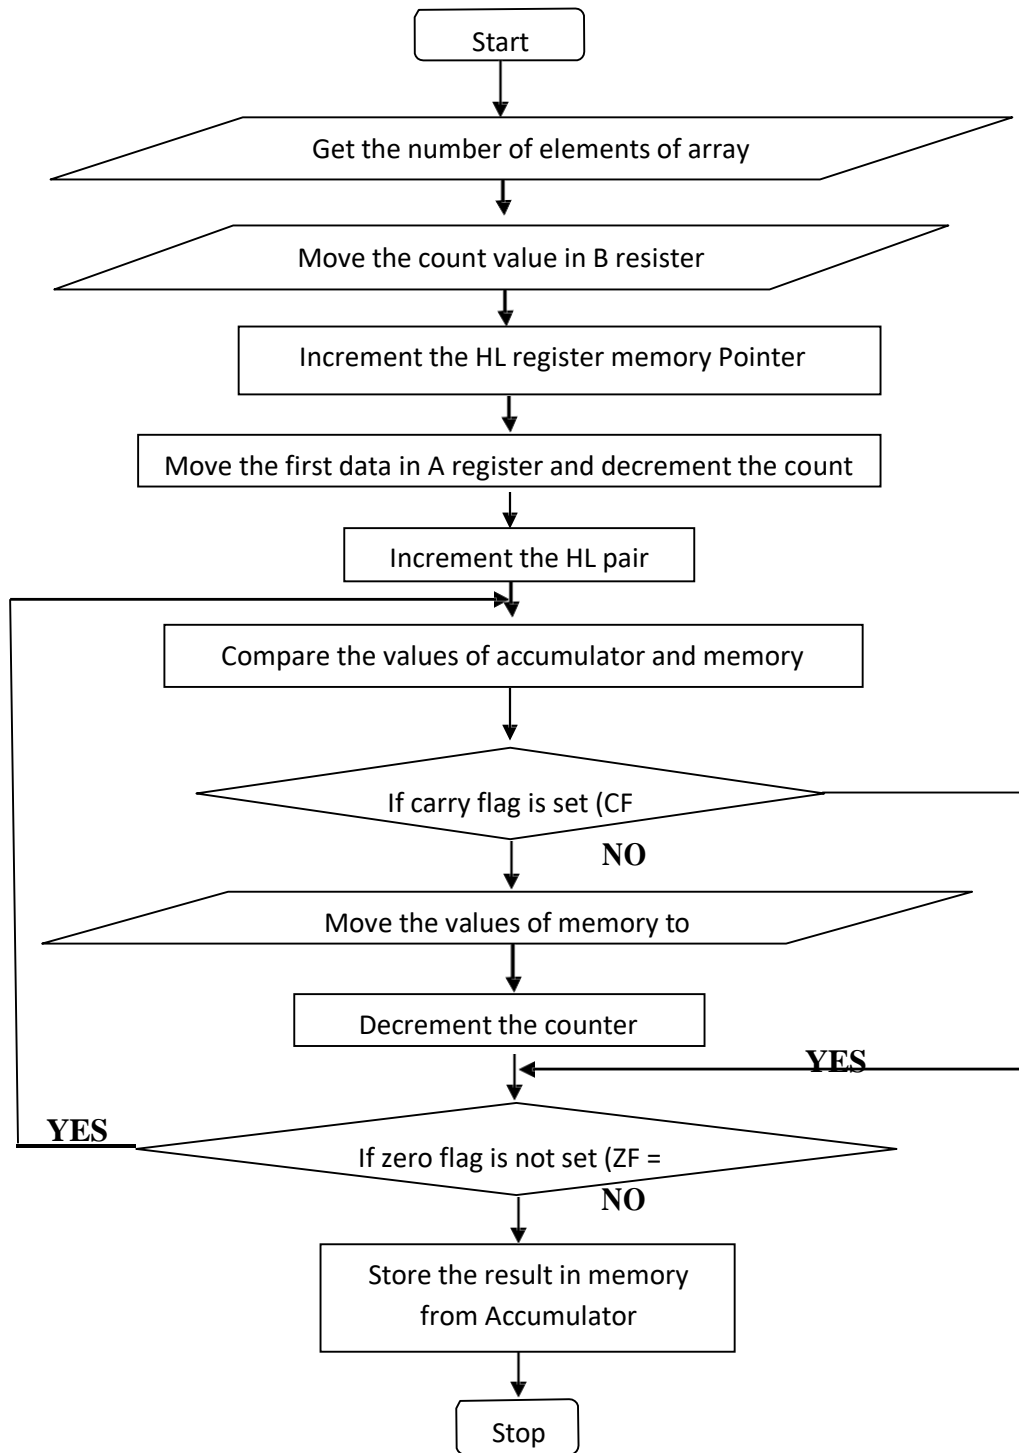 Start
Get the number of elements of array
Move the count value in B resister
Increment the HL register memory Pointer
Move the first data in A register and decrement the count
Increment the HL pair
Compare the values of accumulator and memory
If carry flag is set (CF
NO
Move the values of memory to
Decrement the counter
YES
YES
If zero flag is not set (ZF =
NO
Store the result in memory
from Accumulator
Stop